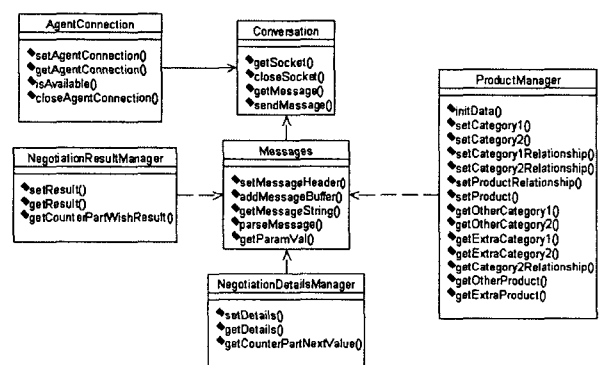 AgentConnection
setAgentConnection()
getAgentConnection()
isAvailable()
closeAgentConnection()
Conversation
getSocket()
closeSocket()
getMessage()
sendMessage()
ProductManager
initData()
setCategory1()
setCategory2()
setCategory1Relationship()
setCategory2Relationship()
setProductRelationship()
setProduct()
getOtherCategory1()
getOtherCategory2()
getExtraCategory1()
getExtraCategory2()
getCategory2Relationship()
getOtherProduct()
getExtraProduct()
NegotiationResultManager
setResult()
getResult()
getCounterPartWishResult()
Messages
setMessageHeader()
addMessageBuffer()
getMessageString()
parseMessage()
getParamVal()
NegotiationDetailsManager
setDetails()
getDetails()
getCounterPartNextValue()